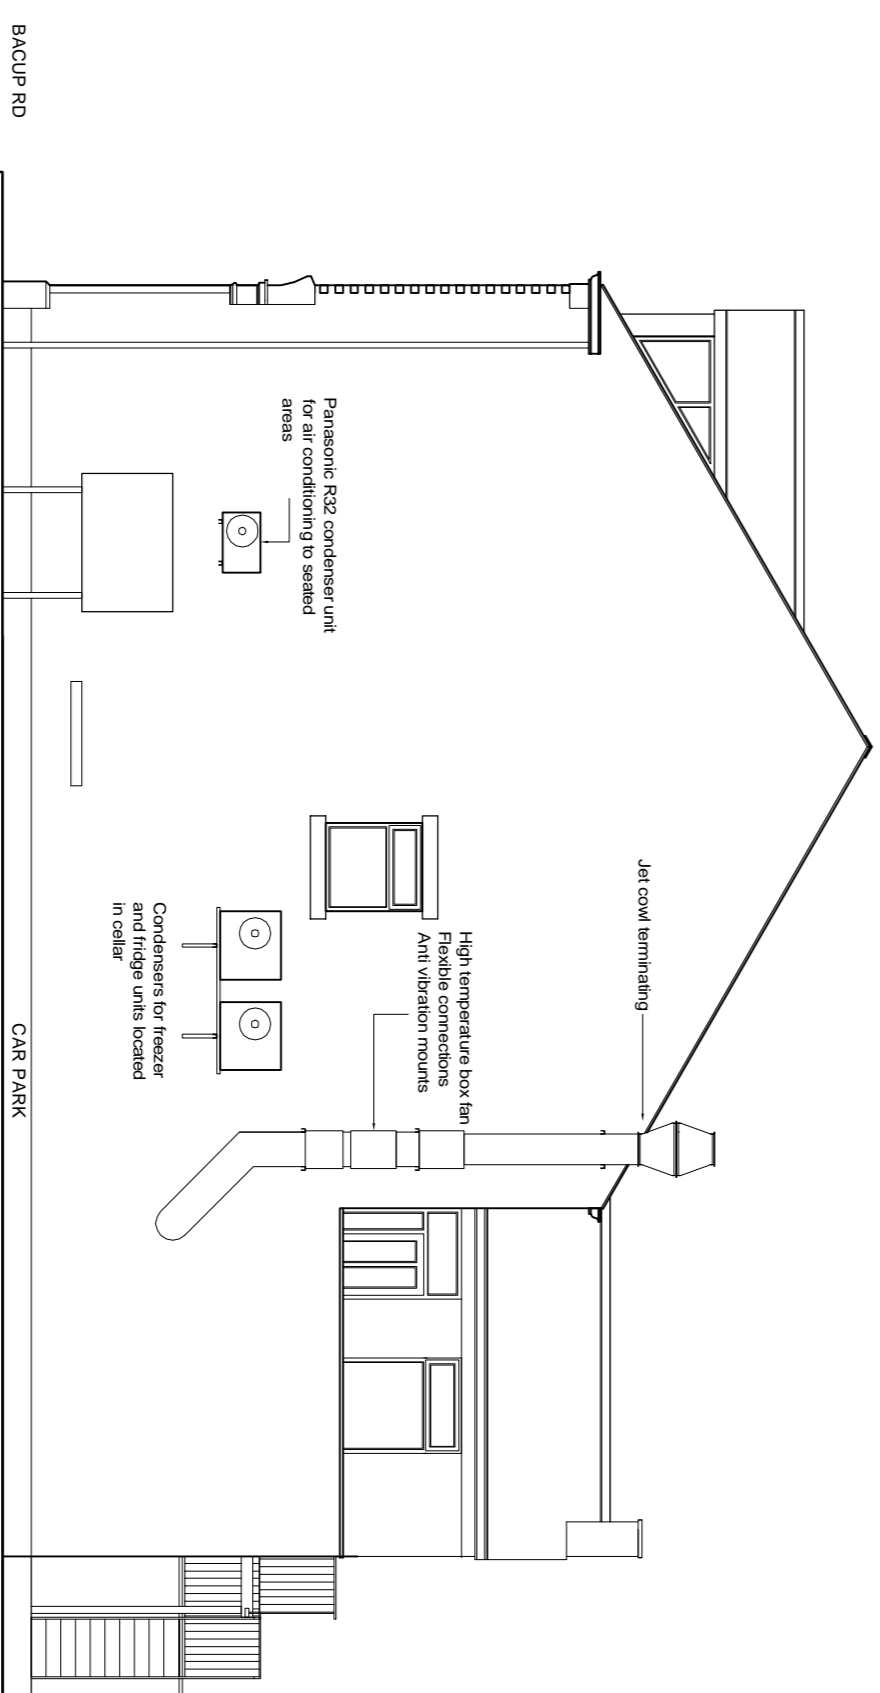 BACUP RD
Panasonic R32 condenser unit
for air conditioning to seated
areas
Jet cowl terminating
High temperature box fan
Flexible connections
Anti vibration mounts
Condensers for freezer
and fridge units located
in cellar
CAR PARK